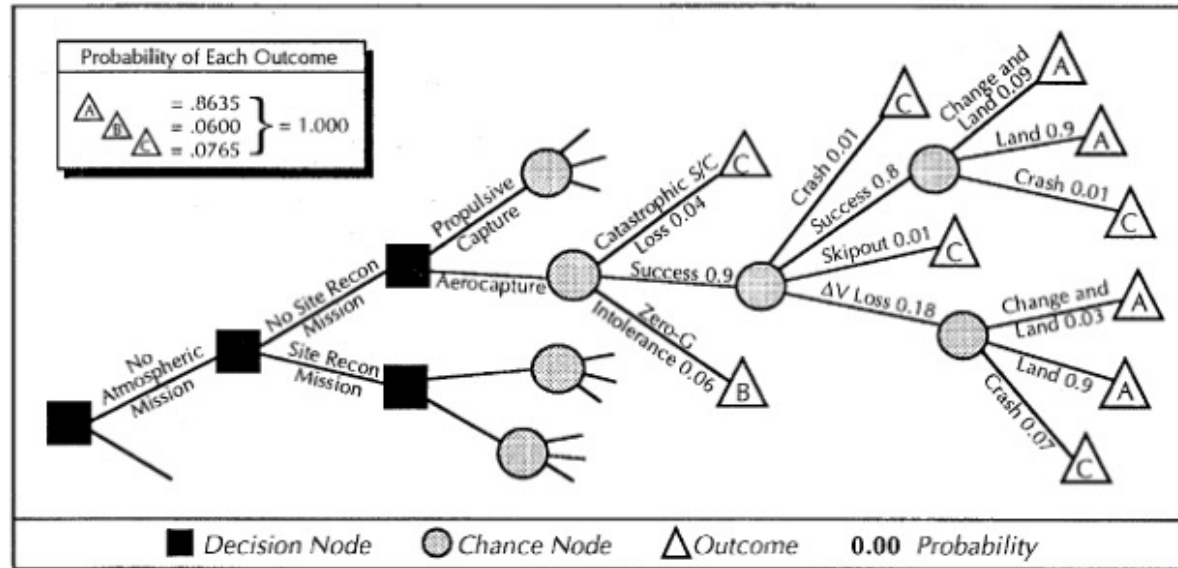 Probability of Each Outcome
A = .8635
B = .0600 } = 1.000
C = .0765
No
Atmospheric
Mission
No Site Recon
Mission
Site Recon
Mission
Propulsive
Capture
Aerocapture
Catastrophic S/C
Loss 0.04
C
Success 0.9
Zero-G
Intolerance 0.06
B
Crash 0.01
C
Success 0.8
Skipout 0.01
C
ΔV Loss 0.18
Change and
Land 0.09
A
Land 0.9
A
Crash 0.01
C
Change and
Land 0.03
A
Land 0.9
A
Crash 0.07
C
Decision Node Chance Node Outcome 0.00 Probability